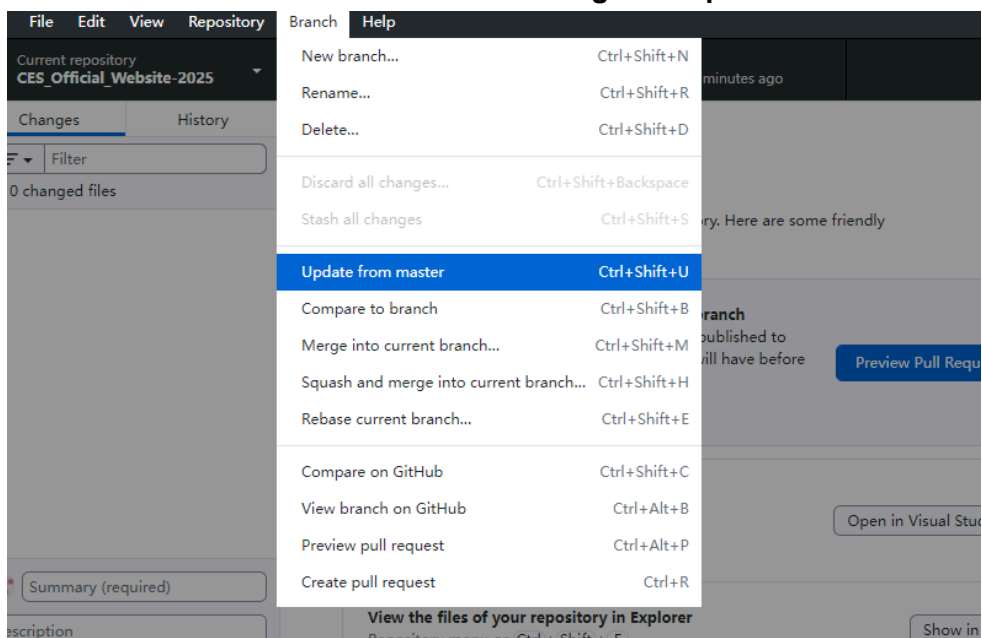 File Edit View Repository Branch Help
Current repository
CES_Official_Website-2025
minutes ago
Changes History
Filter
0 changed files
New branch... Ctrl+Shift+N
Rename... Ctrl+Shift+R
Delete... Ctrl+Shift+D
Discard all changes... Ctrl+Shift+Backspace
Stash all changes Ctrl+Shift+S
Update from master Ctrl+Shift+U
Compare to branch Ctrl+Shift+B
Merge into current branch... Ctrl+Shift+M
Squash and merge into current branch... Ctrl+Shift+H
Rebase current branch... Ctrl+Shift+E
Compare on GitHub Ctrl+Shift+C
View branch on GitHub Ctrl+Alt+B
Preview pull request Ctrl+Alt+P
Create pull request Ctrl+R
ry. Here are some friendly
ranch
ublished to
ill have before
Preview Pull Requ
Open in Visual Stu
Summary (required)
escription
View the files of your repository in Explorer
Show in